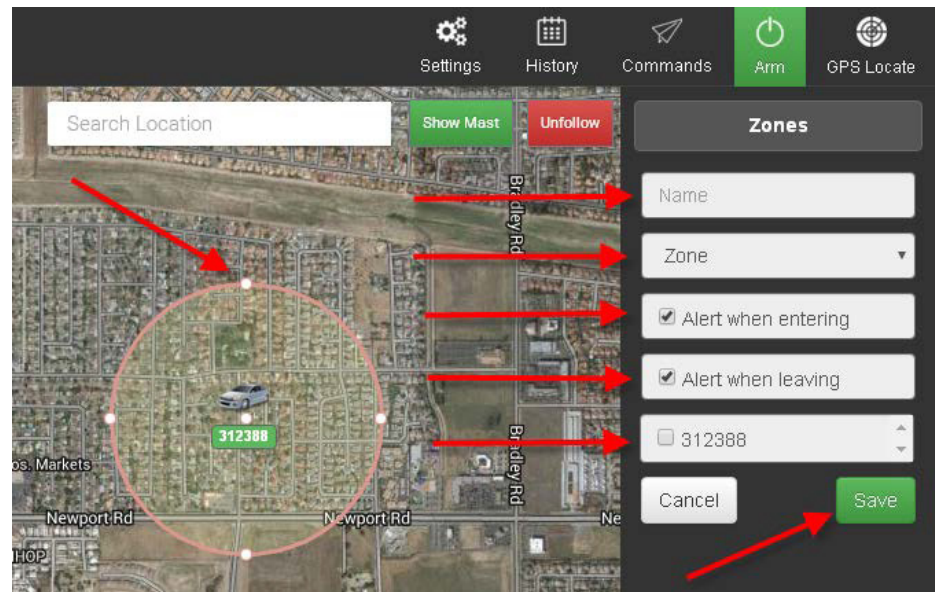 Settings
History
Commands
Arm
GPS Locate
Search Location
Show Mast
Unfollow
Zones
Bradley Rd
Name
Zone
Alert when entering
Alert when leaving
312388
312388
Bradley Rd
os. Markets
Cancel
Save
Newport Rd
Newport Rd
Ne
IHOP